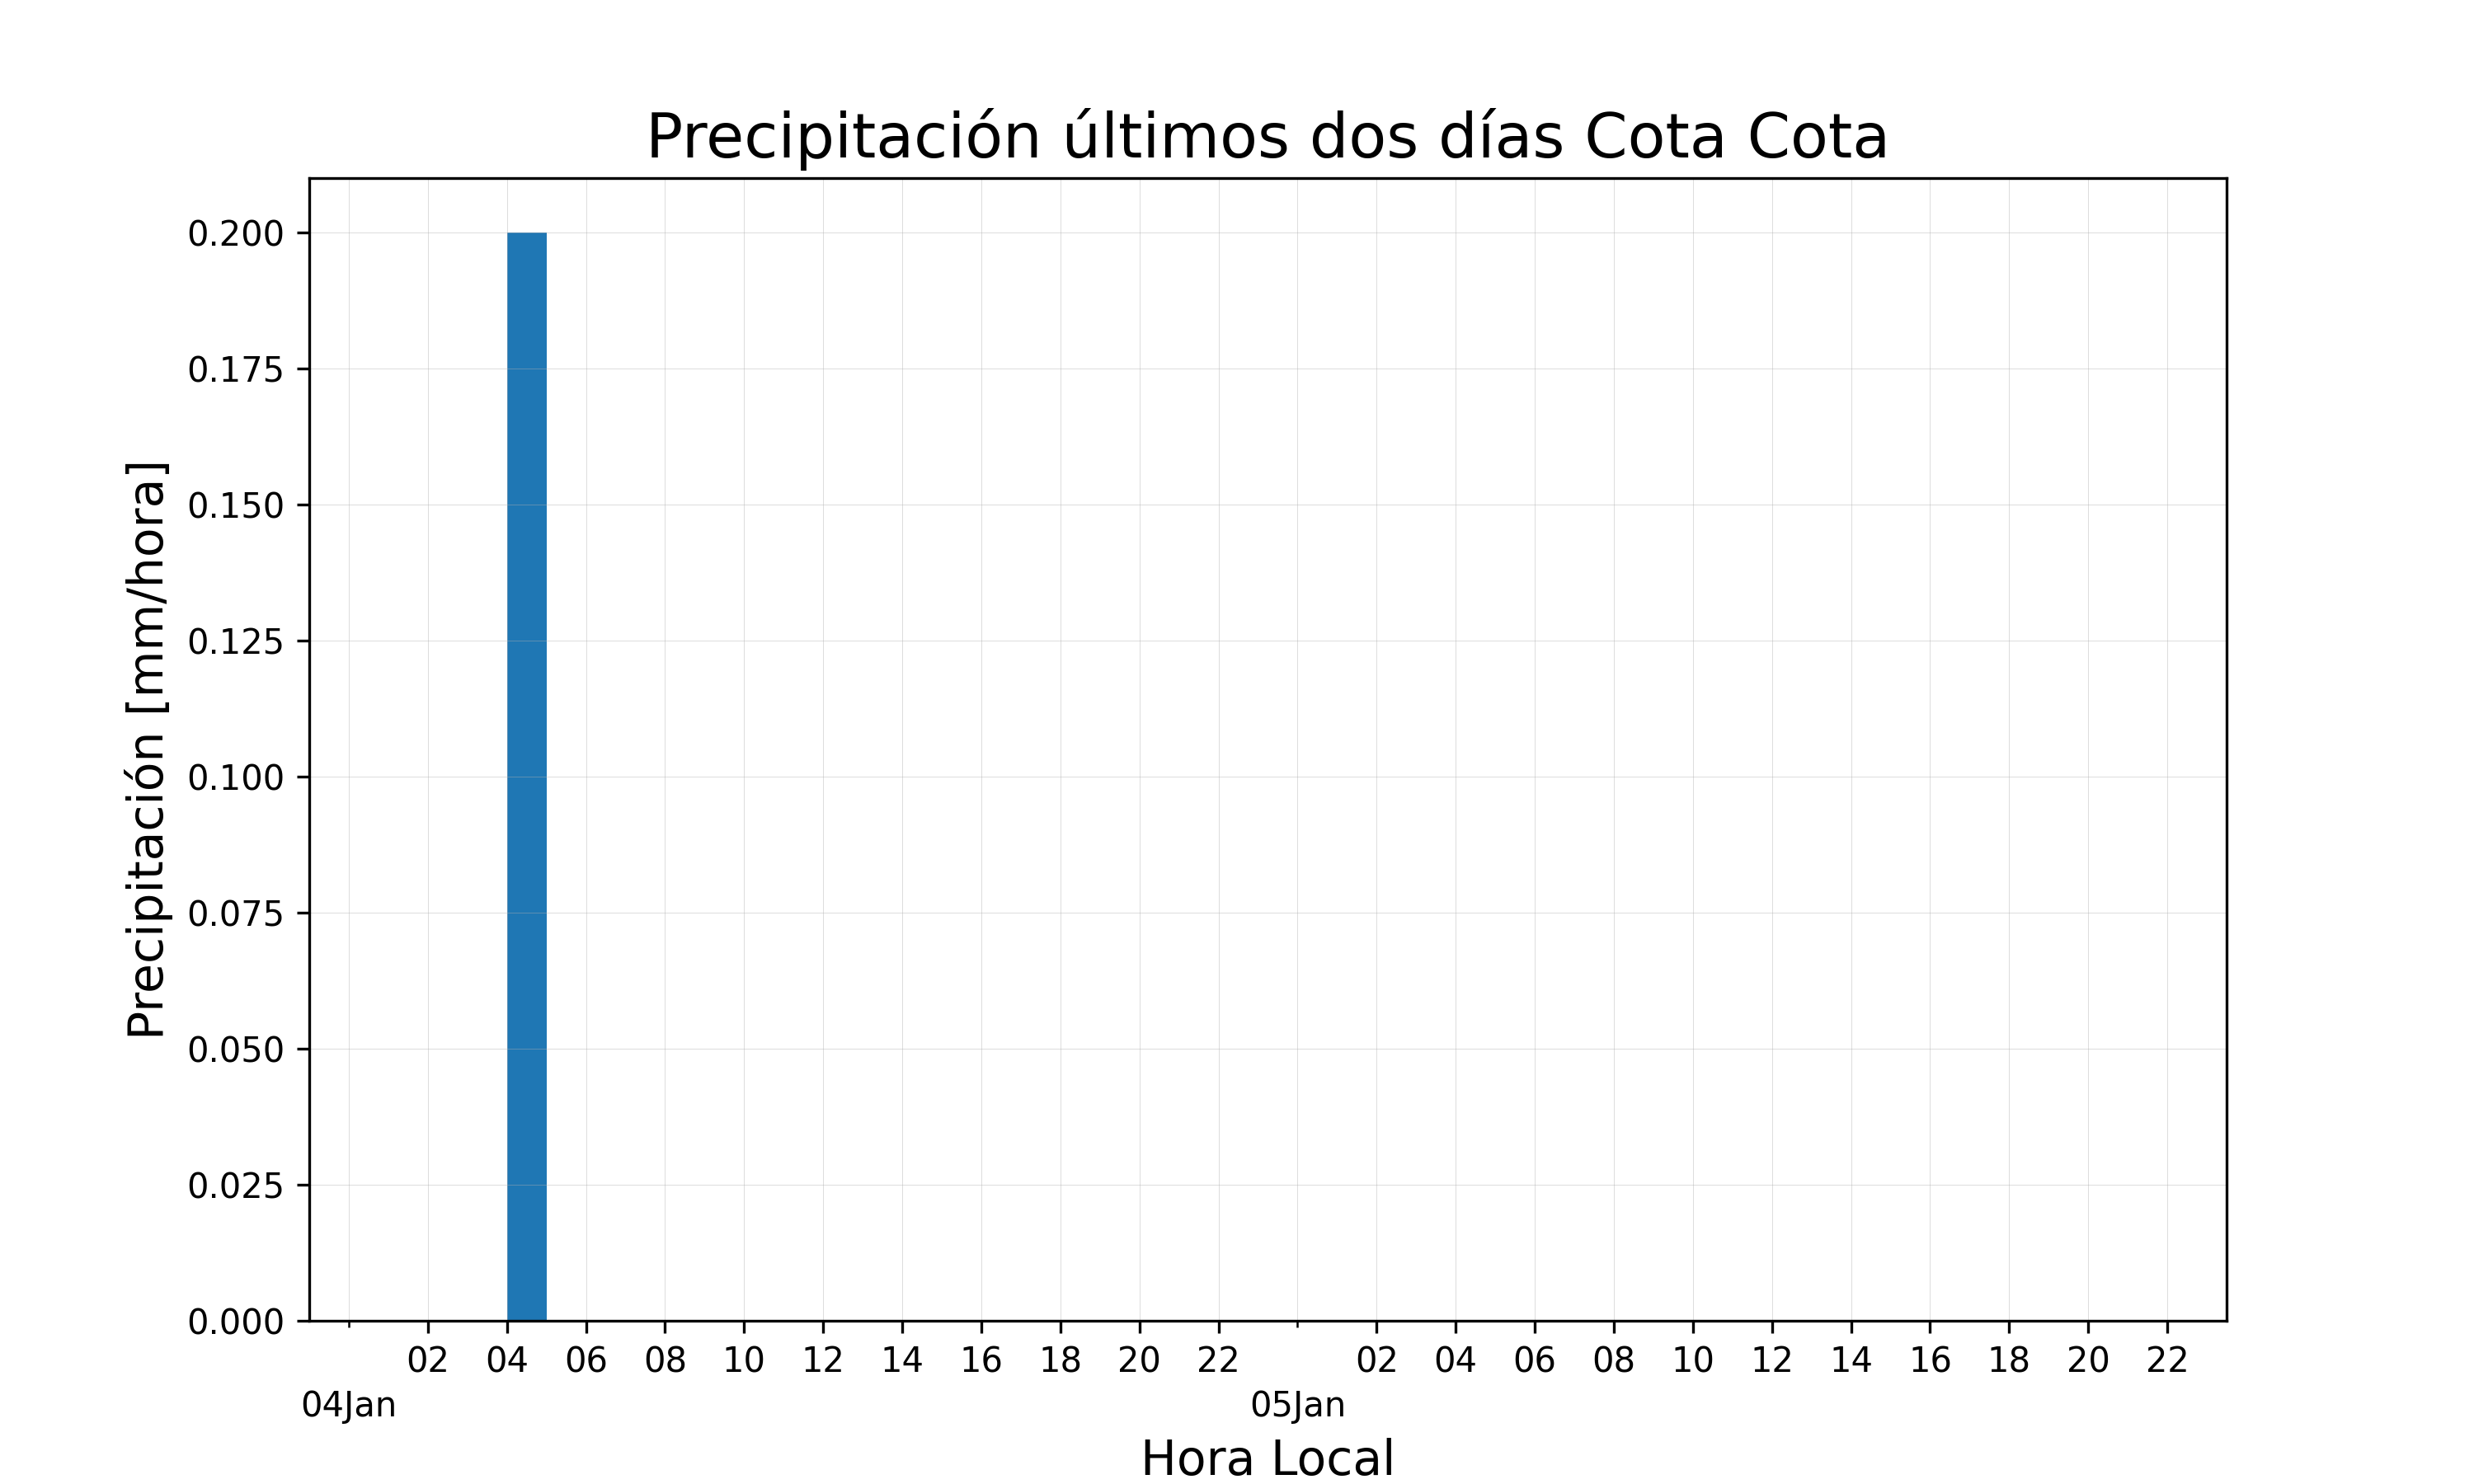 Precipitación últimos dos días Cota Cota
Precipitación [mm/hora]
0.200
0.175
0.150
0.125
0.100
0.075
0.050
0.025
0.000
02 04 06 08 10 12 14 16 18 20 22 02 04 06 08 10 12 14 16 18 20 22
04Jan 05Jan
Hora Local